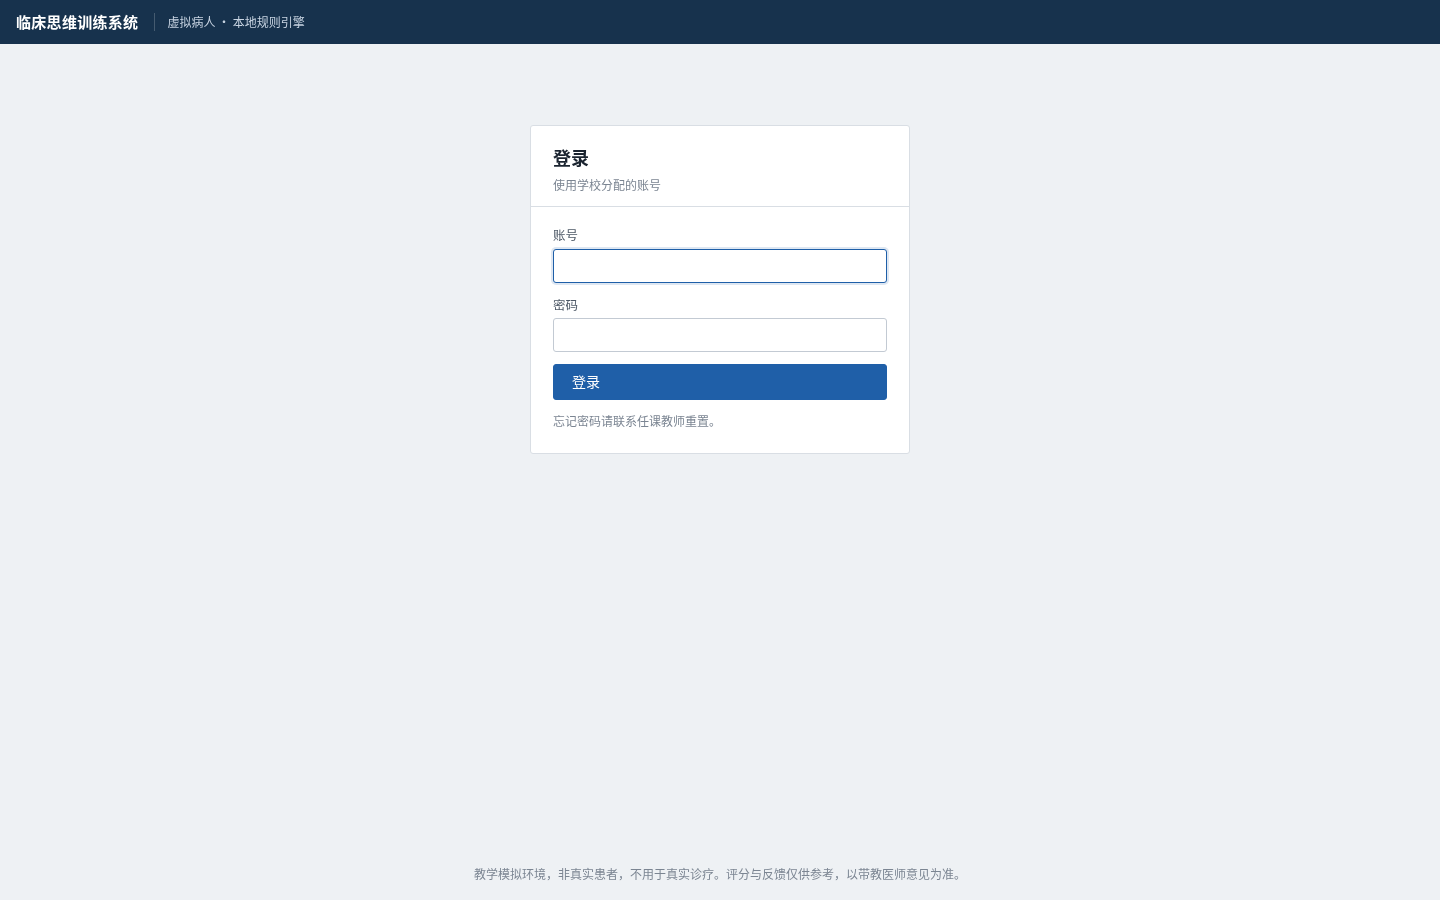 临床思维训练系统
虚拟病人 · 本地规则引擎
登录
使用学校分配的账号
账号
密码
登录
忘记密码请联系任课教师重置。
教学模拟环境，非真实患者，不用于真实诊疗。评分与反馈仅供参考，以带教医师意见为准。